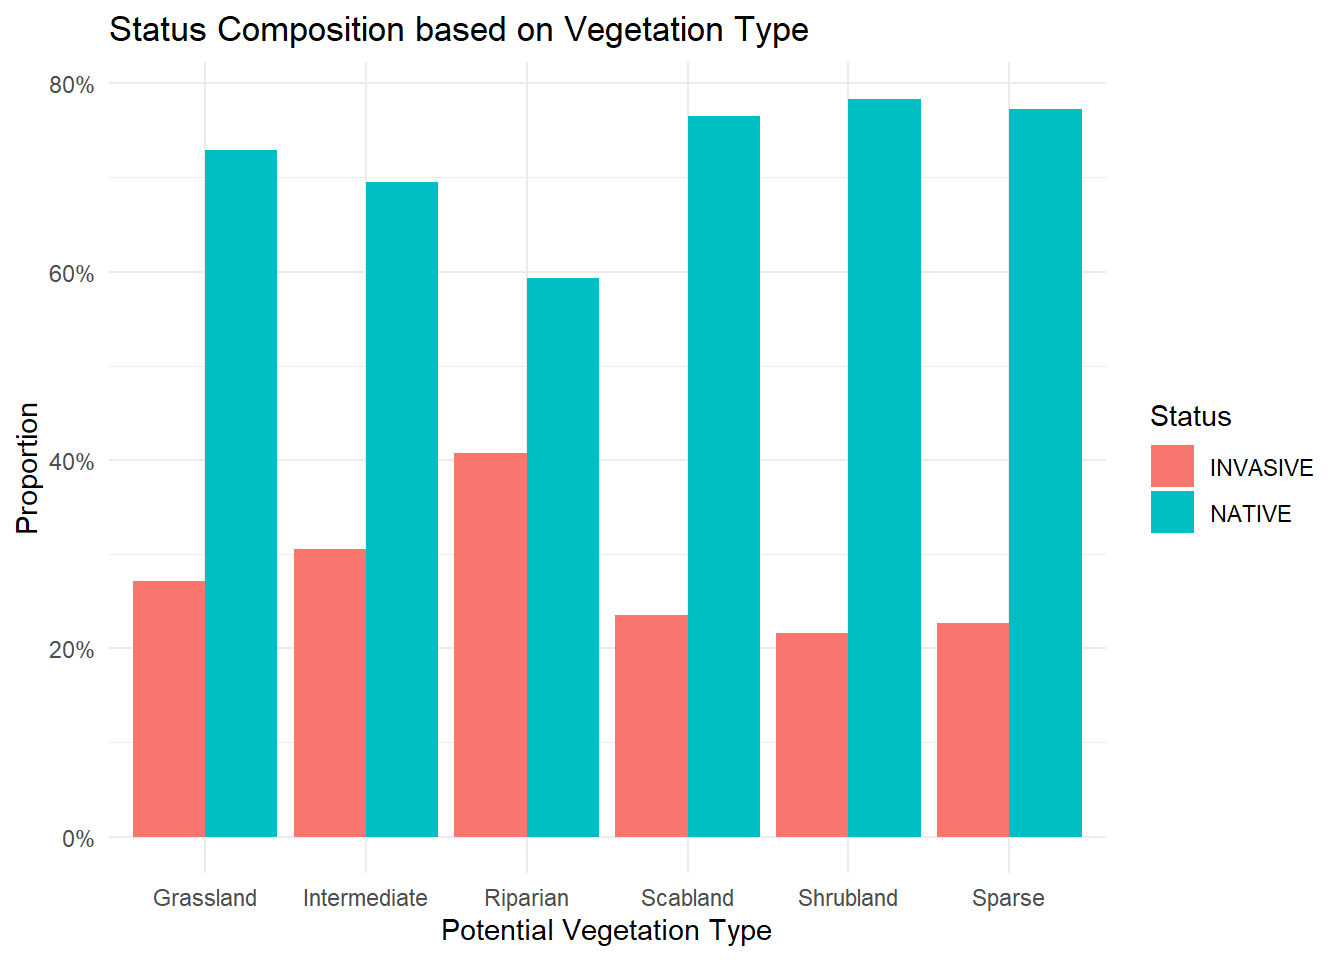 Status Composition based on Vegetation Type
80%
60%
40%
20%
0%
Proportion
Grassland Intermediate Riparian Scabland Shrubland Sparse
Potential Vegetation Type
Status
INVASIVE
NATIVE